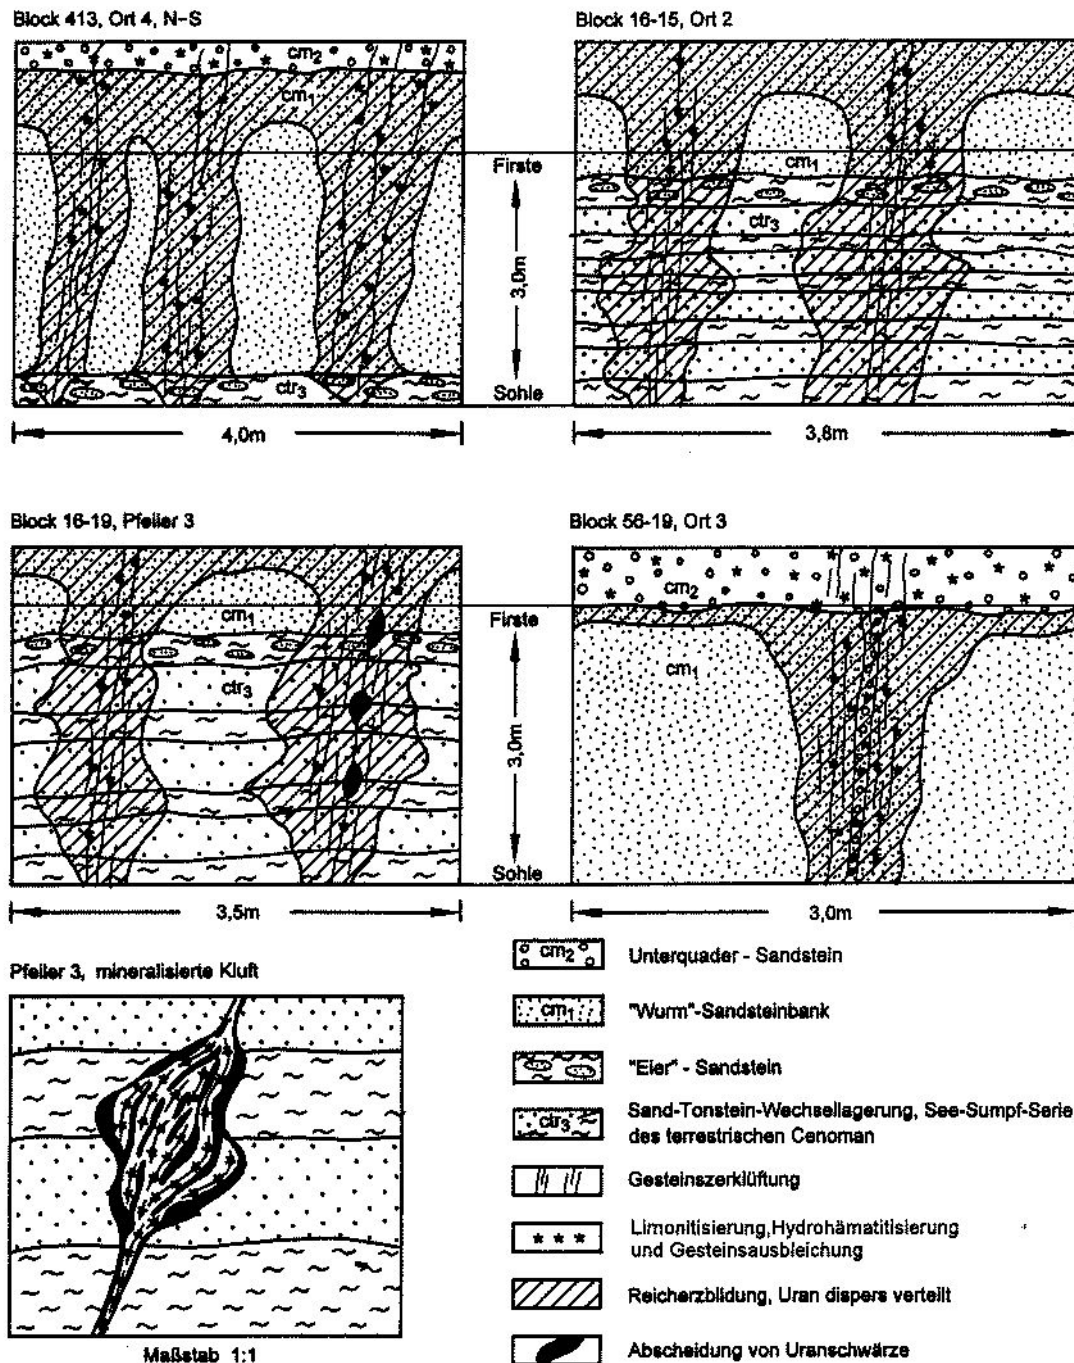 Block 413, Ort 4, N-S
cm₂
cm₁
ctr₃
4,0m
Firste
3,0m
Sohle
Block 16-15, Ort 2
cm₁
ctr₃
3,8m
Block 16-19, Pfeiler 3
cm₁
ctr₃
3,5m
Firste
3,0m
Sohle
Block 56-19, Ort 3
cm₂
cm₁
3,0m
Pfeiler 3, mineralisierte Kluft
Maßstab 1:1
cm₂
Unterquader - Sandstein
cm₁
"Wurm"-Sandsteinbank
"Eier" - Sandstein
ctr₃
Sand-Tonstein-Wechsellagerung, See-Sumpf-Serie
des terrestrischen Cenoman
Gesteinszerklüftung
Limonitisierung,Hydrohämatitisierung
und Gesteinsausbleichung
Reicherzbildung, Uran dispers verteilt
Abscheidung von Uranschwärze